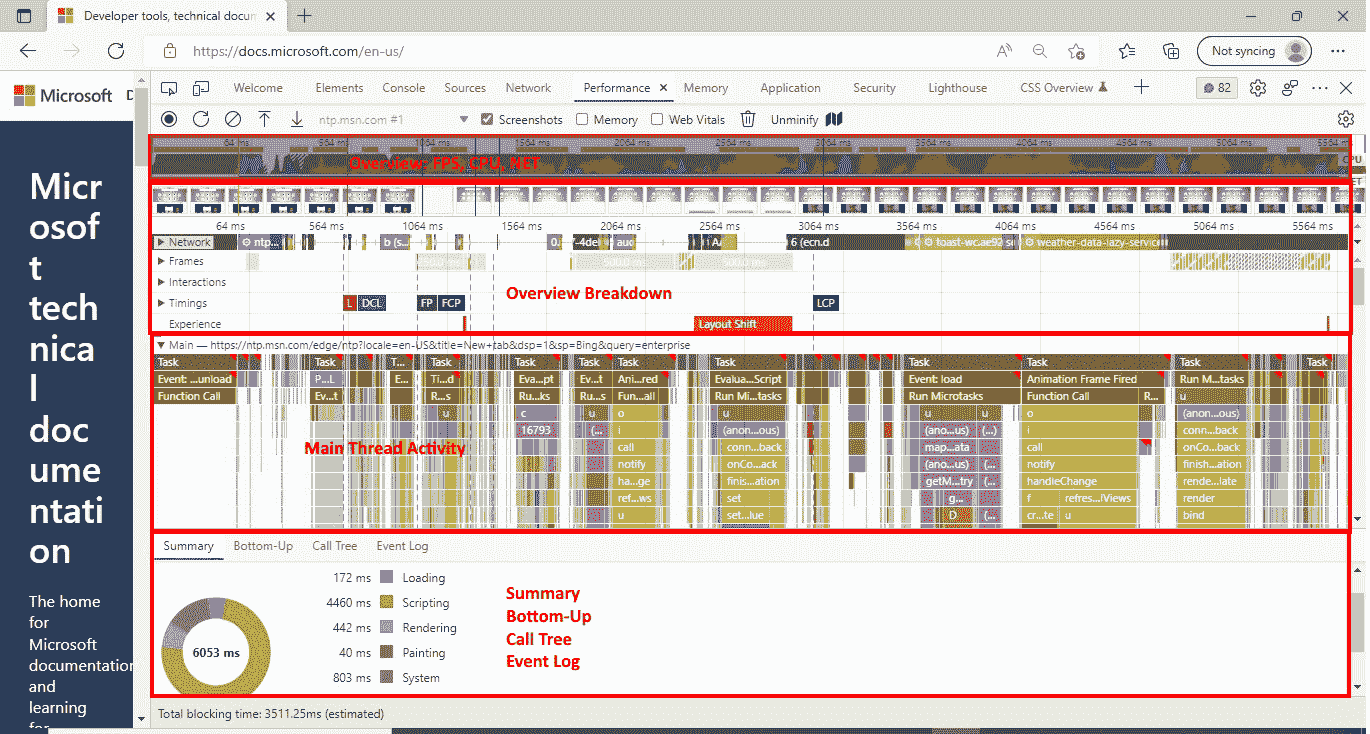 Developer tools, technical docum
https://docs.microsoft.com/en-us/
Not syncing
Microsoft D
Welcome Elements Console Sources Network Performance Memory Application Security Lighthouse CSS Overview 82
ntp.msn.com #1 Screenshots Memory Web Vitals Unminify
64 ms 564 ms 1564 ms 2064 ms 2564 ms 3064 ms 3564 ms 4064 ms 4564 ms 5064 ms 5564 ms
Overview: FPS, CPU, NET
CPU
64 ms 564 ms 1064 ms 1564 ms 2064 ms 2564 ms 3064 ms 3564 ms 4064 ms 4564 ms 5064 ms 5564 ms
Network ntp... b (s... 0. 6 (ecn.d toast-wc.ae92 weather-data-lazy-service
Frames
Interactions
Timings L DCL FP FCP LCP
Overview Breakdown
Experience Layout Shift
Main — https://ntp.msn.com/edge/ntp?locale=en-US&title=New+tab&dsp=1&sp=Bing&query=enterprise
Task Task T... Task Task Task Task Task Task Task Task Task
Event: ...unload P...L E... Ti...d Eva...pt Ev...t Ani...red Evalua...Script Event: load Animation Frame Fired Run M...tasks
Function Call Ev...t R...s Ru...ks Ru...s Fun...all Run Mi...tasks Run Microtasks Function Call R... u
u c u o u u u o (anon...ous)
16793 (... i (anon...ous) (ano...us) (...) i conn...back
Main Thread Activity
call conn...back map...ata call onCo...back
notify onCo...ack (ano...us) (... notify finish...ation
ha...ge finis...ation getM...try (... handleChange rende...late
ref...ws set g... f refres...iViews render
u set...lue D (... cr...te u bind
Summary Bottom-Up Call Tree Event Log
172 ms Loading
4460 ms Scripting
442 ms Rendering
40 ms Painting
803 ms System
6053 ms
Summary
Bottom-Up
Call Tree
Event Log
Total blocking time: 3511.25ms (estimated)
Micr
osof
t
tech
nica
l
doc
ume
ntati
on
The home
for
Microsoft
documentation
and
learning
for